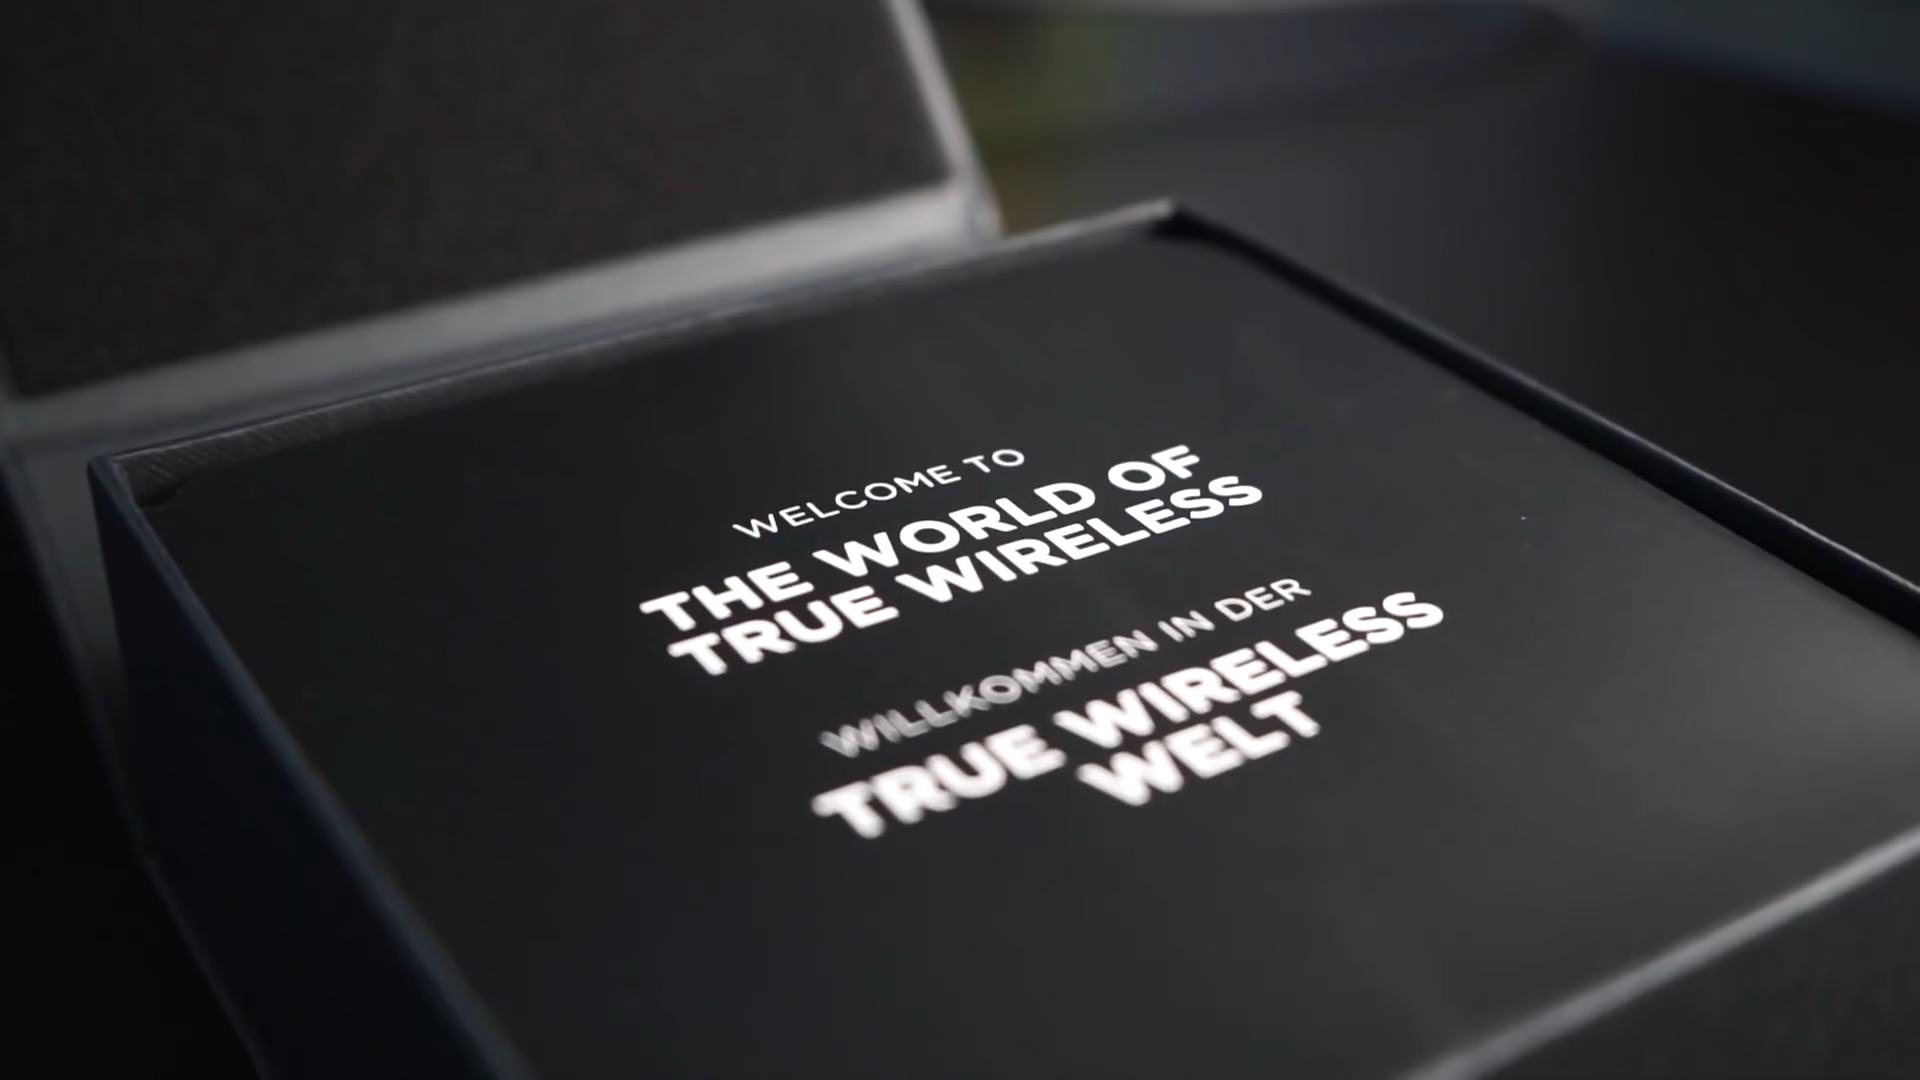 WELCOME TO
THE WORLD OF
TRUE WIRELESS
WILLKOMMEN IN DER
TRUE WIRELESS
WELT